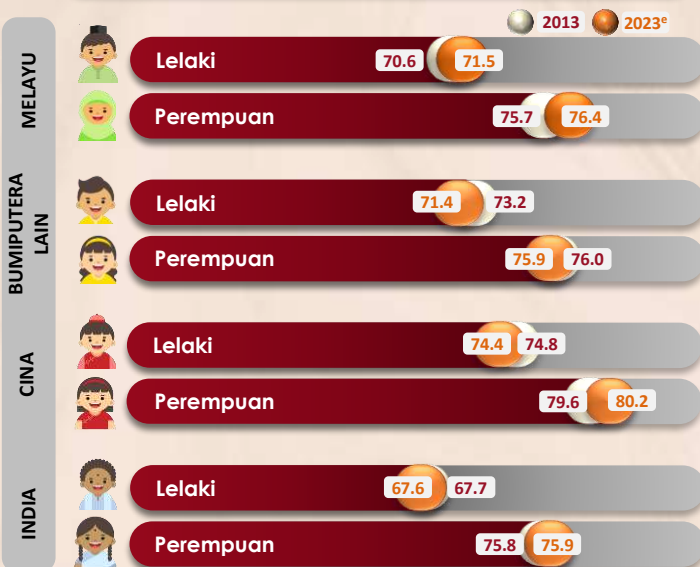 2013 2023ᵉ
MELAYU
Lelaki 70.6 71.5
Perempuan 75.7 76.4
BUMIPUTERA
LAIN
Lelaki 71.4 73.2
Perempuan 75.9 76.0
CINA
Lelaki 74.4 74.8
Perempuan 79.6 80.2
INDIA
Lelaki 67.6 67.7
Perempuan 75.8 75.9